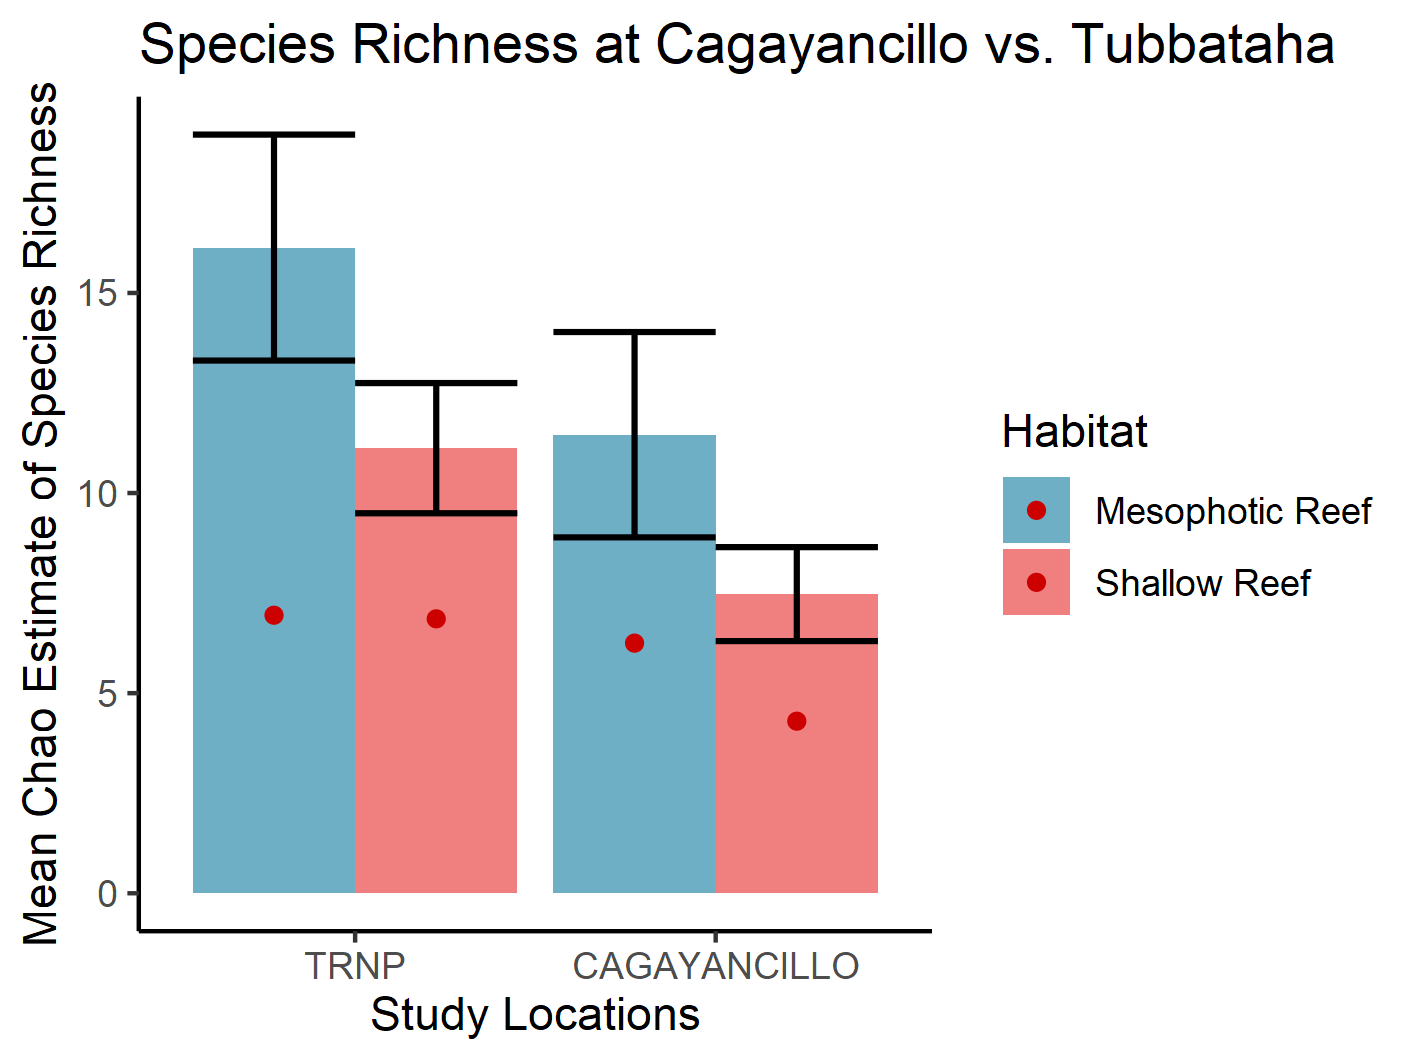 Species Richness at Cagayancillo vs. Tubbataha
Mean Chao Estimate of Species Richness
15
10
5
0
TRNP
CAGAYANCILLO
Study Locations
Habitat
Mesophotic Reef
Shallow Reef